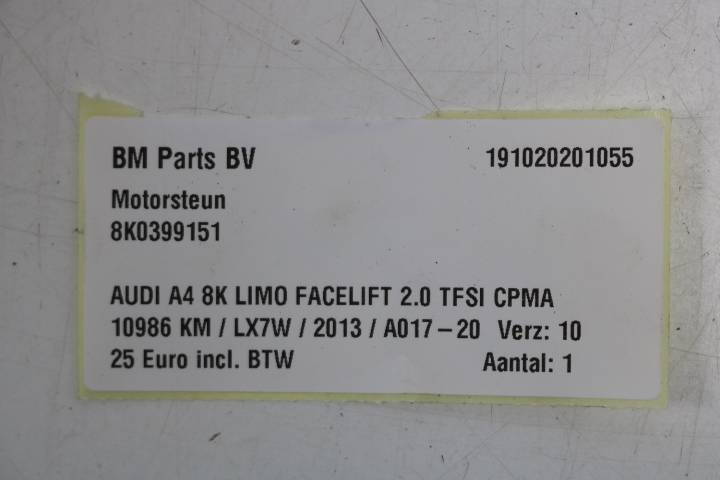 BM Parts BV 191020201055
Motorsteun
8K0399151
AUDI A4 8K LIMO FACELIFT 2.0 TFSI CPMA
10986 KM / LX7W / 2013 / A017-20 Verz: 10
25 Euro incl. BTW Aantal: 1